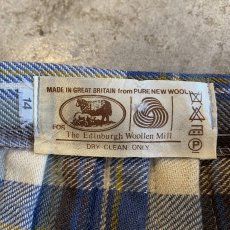 MADE IN GREAT BRITAIN from PURE NEW WOOL
14
FOR
The Edinburgh Woollen Mill
DRY CLEAN ONLY
P